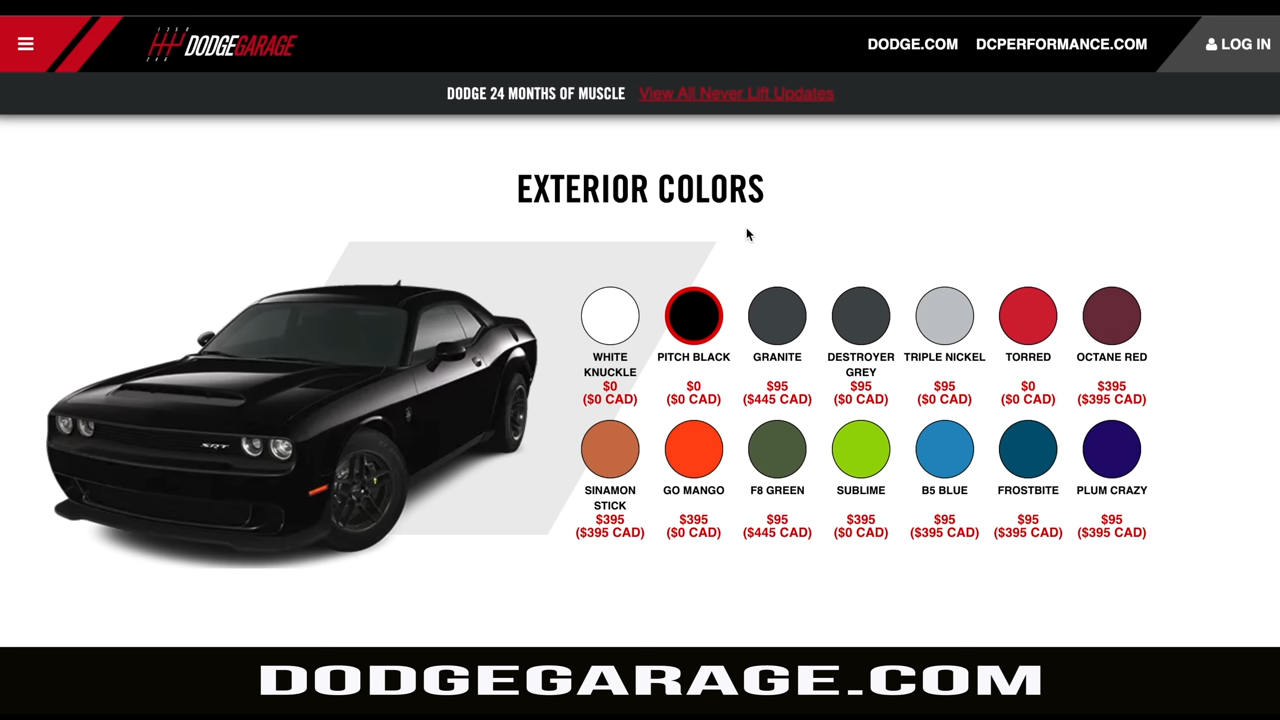 DODGEGARAGE
DODGE.COM
DCPERFORMANCE.COM
LOG IN
DODGE 24 MONTHS OF MUSCLE
View All Never Lift Updates
EXTERIOR COLORS
WHITE KNUCKLE
$0
($0 CAD)
PITCH BLACK
$0
($0 CAD)
GRANITE
$95
($445 CAD)
DESTROYER GREY
$95
($0 CAD)
TRIPLE NICKEL
$95
($0 CAD)
TORRED
$0
($0 CAD)
OCTANE RED
$395
($395 CAD)
SINAMON STICK
$395
($395 CAD)
GO MANGO
$395
($0 CAD)
F8 GREEN
$95
($445 CAD)
SUBLIME
$395
($0 CAD)
B5 BLUE
$95
($395 CAD)
FROSTBITE
$95
($395 CAD)
PLUM CRAZY
$95
($395 CAD)
SRT
DODGEGARAGE.COM